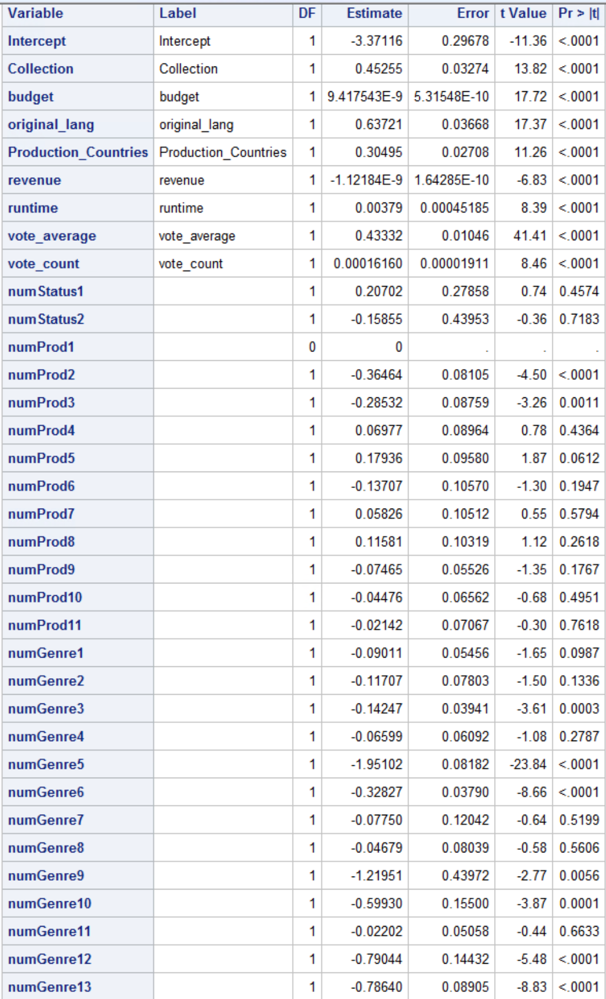 Variable Label DF Estimate Error t Value Pr > |t|
Intercept Intercept 1 -3.37116 0.29678 -11.36 <.0001
Collection Collection 1 0.45255 0.03274 13.82 <.0001
budget budget 1 9.417543E-9 5.31548E-10 17.72 <.0001
original_lang original_lang 1 0.63721 0.03668 17.37 <.0001
Production_Countries Production_Countries 1 0.30495 0.02708 11.26 <.0001
revenue revenue 1 -1.12184E-9 1.64285E-10 -6.83 <.0001
runtime runtime 1 0.00379 0.00045185 8.39 <.0001
vote_average vote_average 1 0.43332 0.01046 41.41 <.0001
vote_count vote_count 1 0.00016160 0.00001911 8.46 <.0001
numStatus1 1 0.20702 0.27858 0.74 0.4574
numStatus2 1 -0.15855 0.43953 -0.36 0.7183
numProd1 0 0 . . .
numProd2 1 -0.36464 0.08105 -4.50 <.0001
numProd3 1 -0.28532 0.08759 -3.26 0.0011
numProd4 1 0.06977 0.08964 0.78 0.4364
numProd5 1 0.17936 0.09580 1.87 0.0612
numProd6 1 -0.13707 0.10570 -1.30 0.1947
numProd7 1 0.05826 0.10512 0.55 0.5794
numProd8 1 0.11581 0.10319 1.12 0.2618
numProd9 1 -0.07465 0.05526 -1.35 0.1767
numProd10 1 -0.04476 0.06562 -0.68 0.4951
numProd11 1 -0.02142 0.07067 -0.30 0.7618
numGenre1 1 -0.09011 0.05456 -1.65 0.0987
numGenre2 1 -0.11707 0.07803 -1.50 0.1336
numGenre3 1 -0.14247 0.03941 -3.61 0.0003
numGenre4 1 -0.06599 0.06092 -1.08 0.2787
numGenre5 1 -1.95102 0.08182 -23.84 <.0001
numGenre6 1 -0.32827 0.03790 -8.66 <.0001
numGenre7 1 -0.07750 0.12042 -0.64 0.5199
numGenre8 1 -0.04679 0.08039 -0.58 0.5606
numGenre9 1 -1.21951 0.43972 -2.77 0.0056
numGenre10 1 -0.59930 0.15500 -3.87 0.0001
numGenre11 1 -0.02202 0.05058 -0.44 0.6633
numGenre12 1 -0.79044 0.14432 -5.48 <.0001
numGenre13 1 -0.78640 0.08905 -8.83 <.0001